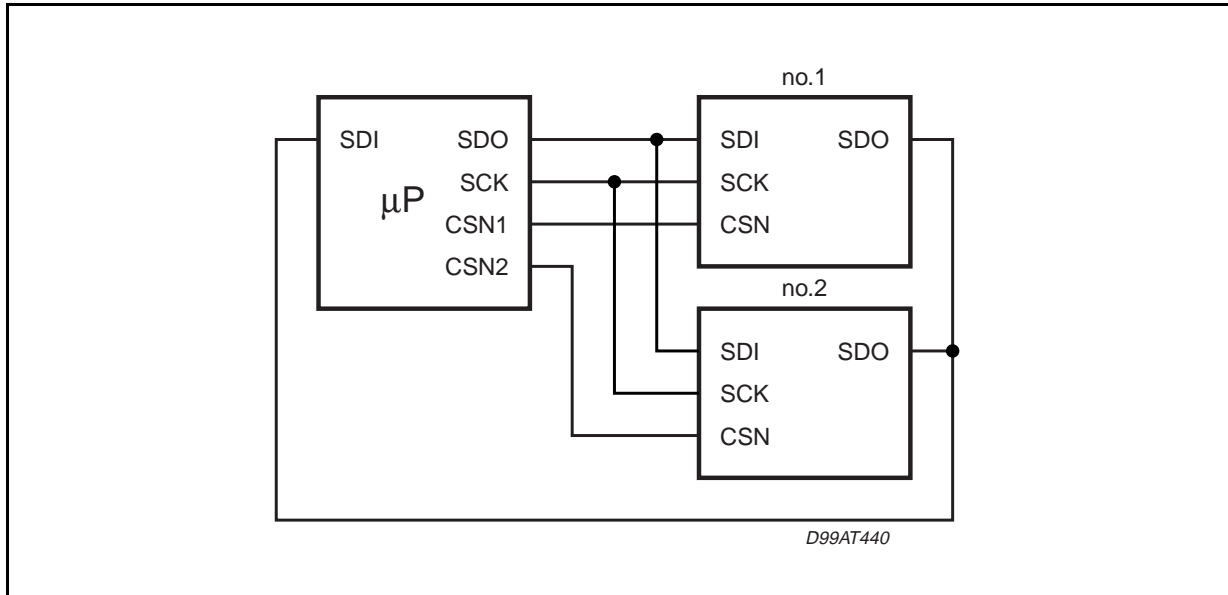 no.1
SDI SDO SDI SDO
SCK SCK
μP
CSN1 CSN
CSN2
no.2
SDI SDO
SCK
CSN
D99AT440